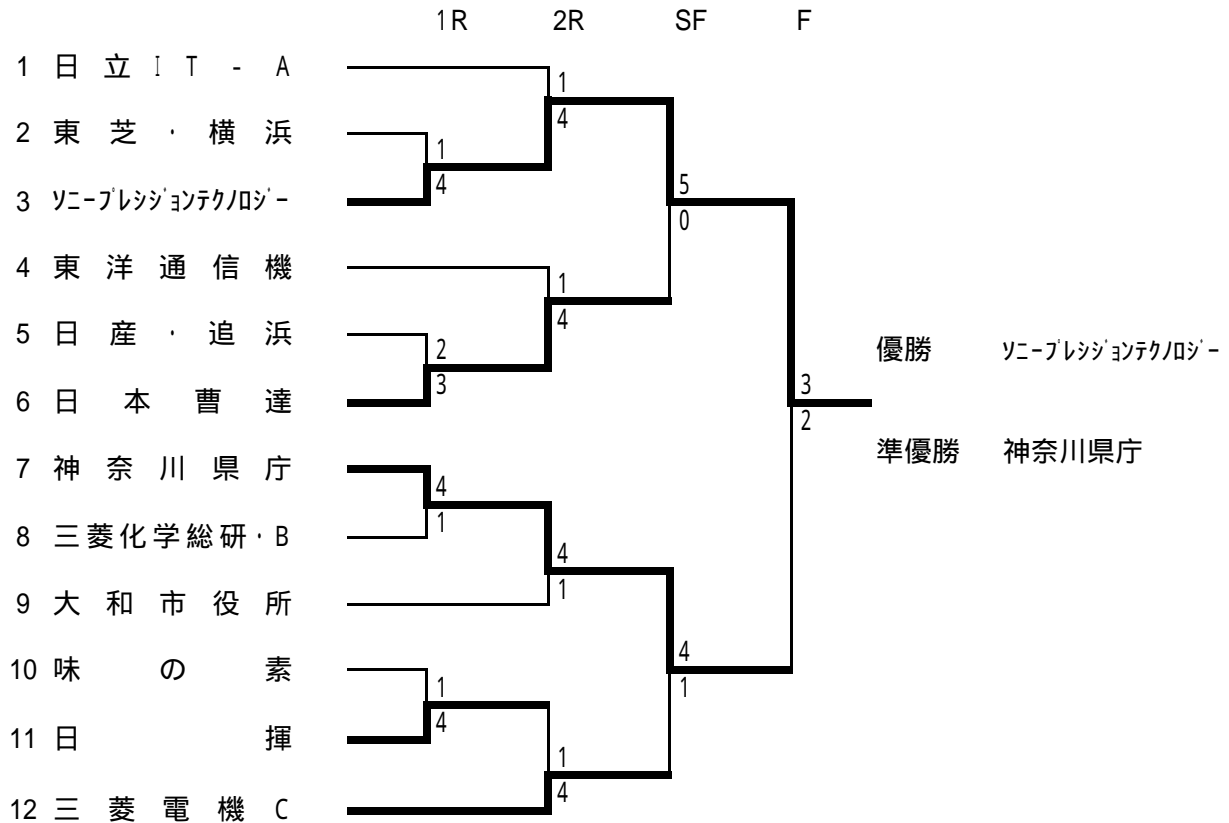 1R 2R SF F
1 日立IT-A
1
4
2 東芝・横浜
1
4
3 ｿﾆｰﾌﾟﾚｼｼﾞｮﾝﾃｸﾉﾛｼﾞｰ
5
0
4 東洋通信機
1
4
5 日産・追浜
2
3
6 日本曹達
優勝 ｿﾆｰﾌﾟﾚｼｼﾞｮﾝﾃｸﾉﾛｼﾞｰ
3
2
準優勝 神奈川県庁
7 神奈川県庁
4
1
8 三菱化学総研・B
4
1
9 大和市役所
4
1
10 味の素
1
4
11 日揮
1
4
12 三菱電機C